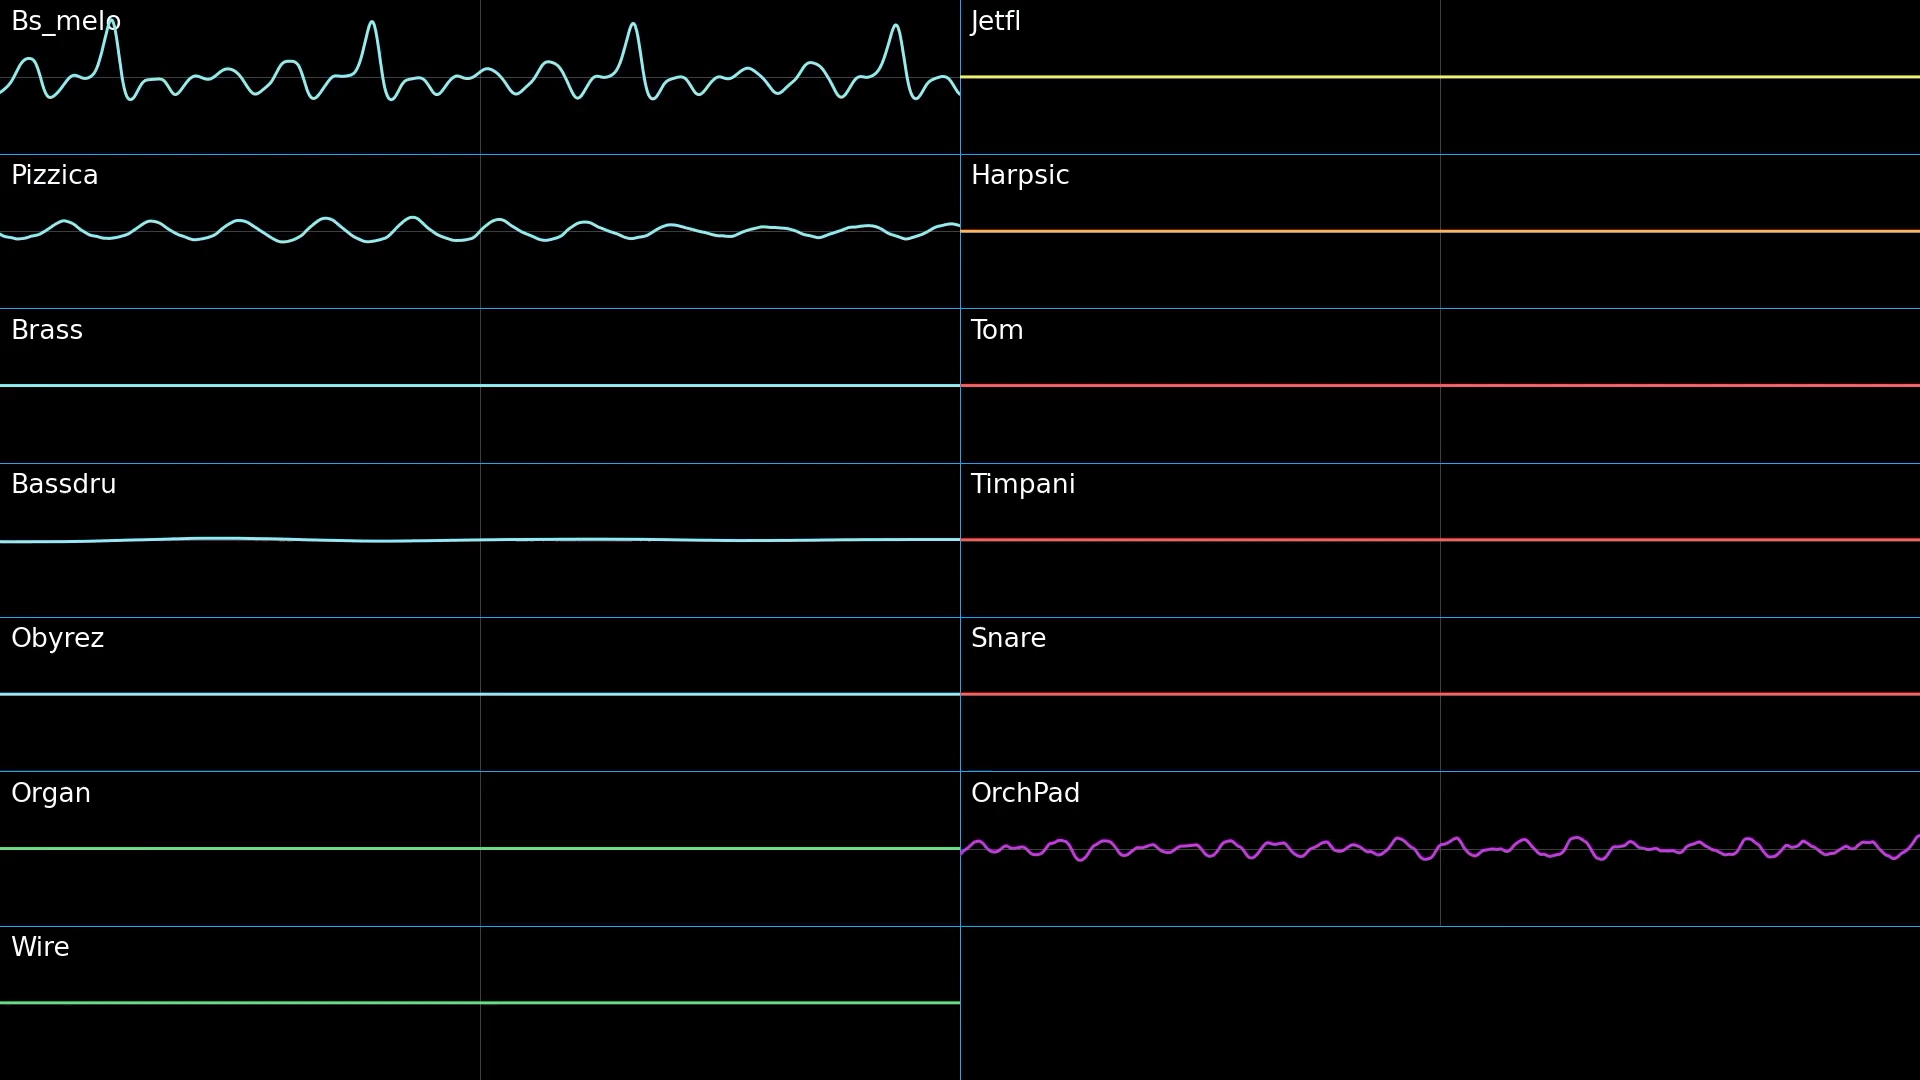 Bs_melo
Jetfl
Pizzica
Harpsic
Brass
Tom
Bassdru
Timpani
Obyrez
Snare
Organ
OrchPad
Wire